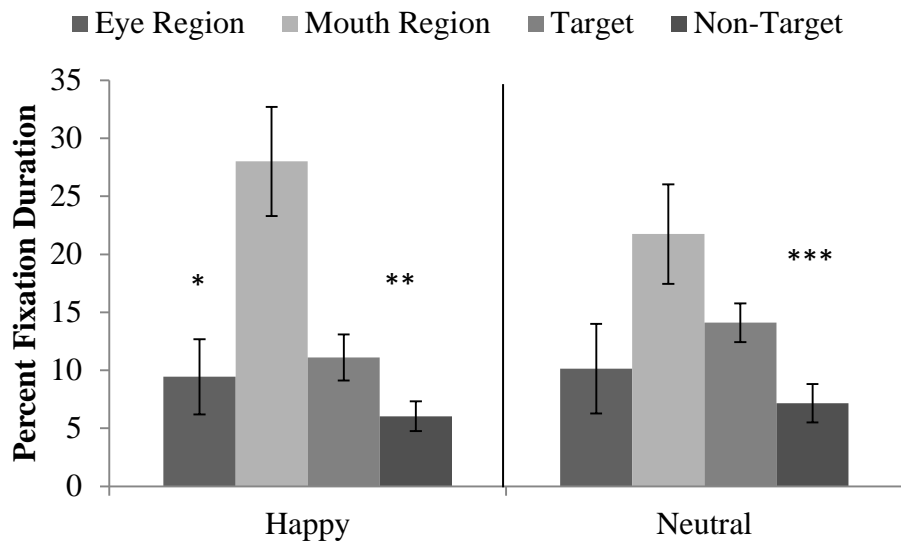 Eye Region Mouth Region Target Non-Target
Percent Fixation Duration
35
30
25
20
15
10
5
0
* ** ***
Happy Neutral